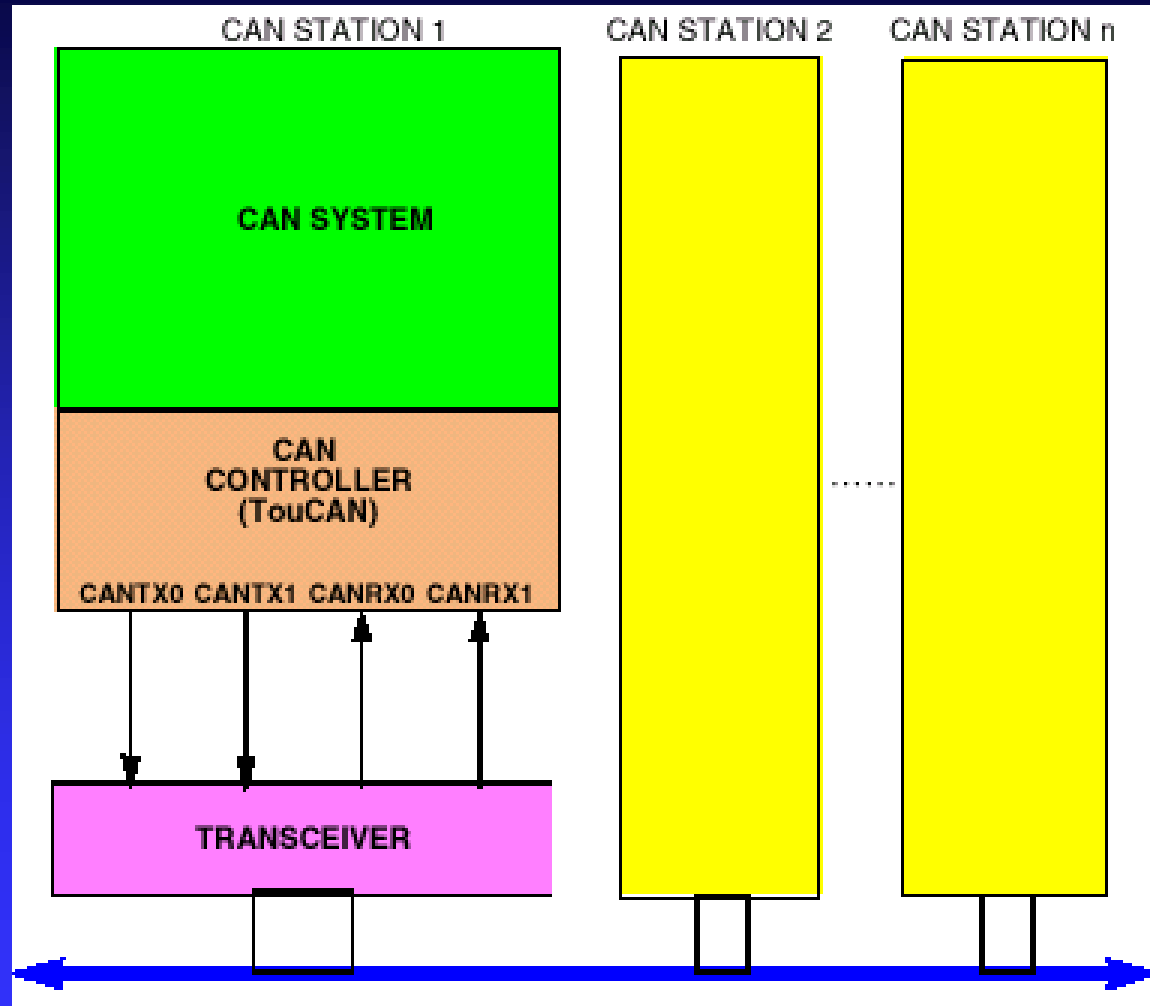 CAN STATION 1
CAN STATION 2
CAN STATION n
CAN SYSTEM
CAN
CONTROLLER
(TouCAN)
CANTX0 CANTX1 CANRX0 CANRX1
TRANSCEIVER